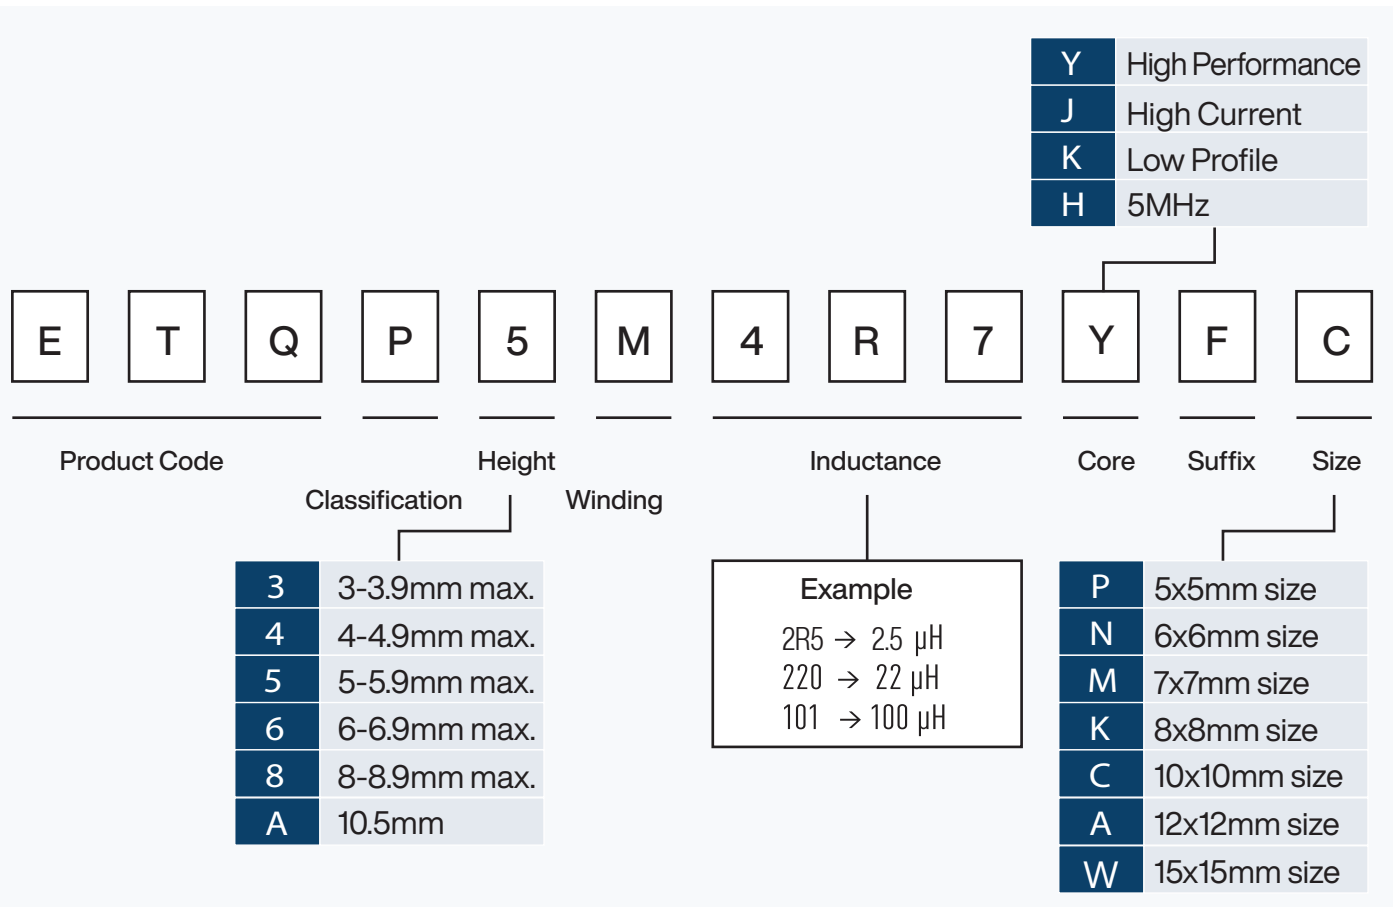 Y High Performance
J High Current
K Low Profile
H 5MHz
E T Q P 5 M 4 R 7 Y F C
Product Code Height Inductance Core Suffix Size
Classification Winding
3 3-3.9mm max.
4 4-4.9mm max.
5 5-5.9mm max.
6 6-6.9mm max.
8 8-8.9mm max.
A 10.5mm
Example
2R5 → 2.5 µH
220 → 22 µH
101 → 100 µH
P 5x5mm size
N 6x6mm size
M 7x7mm size
K 8x8mm size
C 10x10mm size
A 12x12mm size
W 15x15mm size